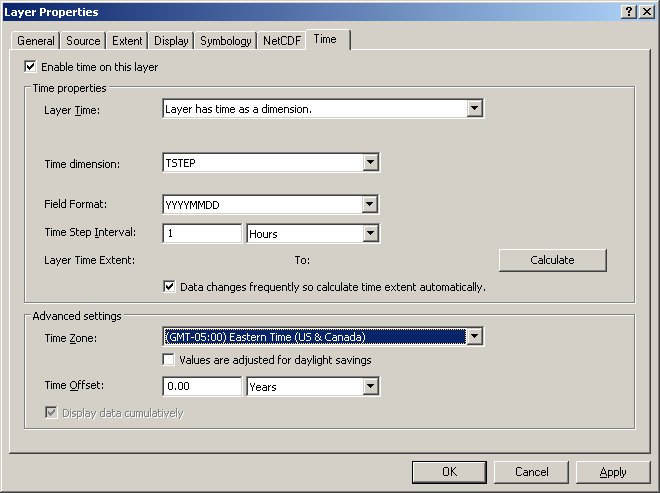 Layer Properties
General Source Extent Display Symbology NetCDF Time
Enable time on this layer
Time properties
Layer Time: Layer has time as a dimension.
Time dimension: TSTEP
Field Format: YYYYMMDD
Time Step Interval: 1 Hours
Layer Time Extent: To: Calculate
Data changes frequently so calculate time extent automatically.
Advanced settings
Time Zone: (GMT-05:00) Eastern Time (US & Canada)
Values are adjusted for daylight savings
Time Offset: 0.00 Years
Display data cumulatively
OK Cancel Apply